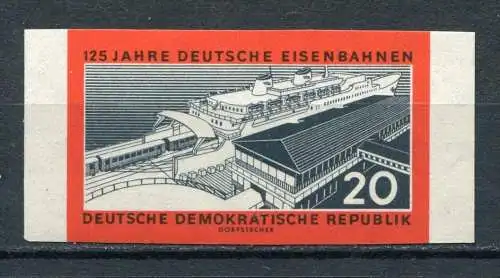 125 JAHRE DEUTSCHE EISENBAHNEN
20
DEUTSCHE DEMOKRATISCHE REPUBLIK
DORFSTECHER